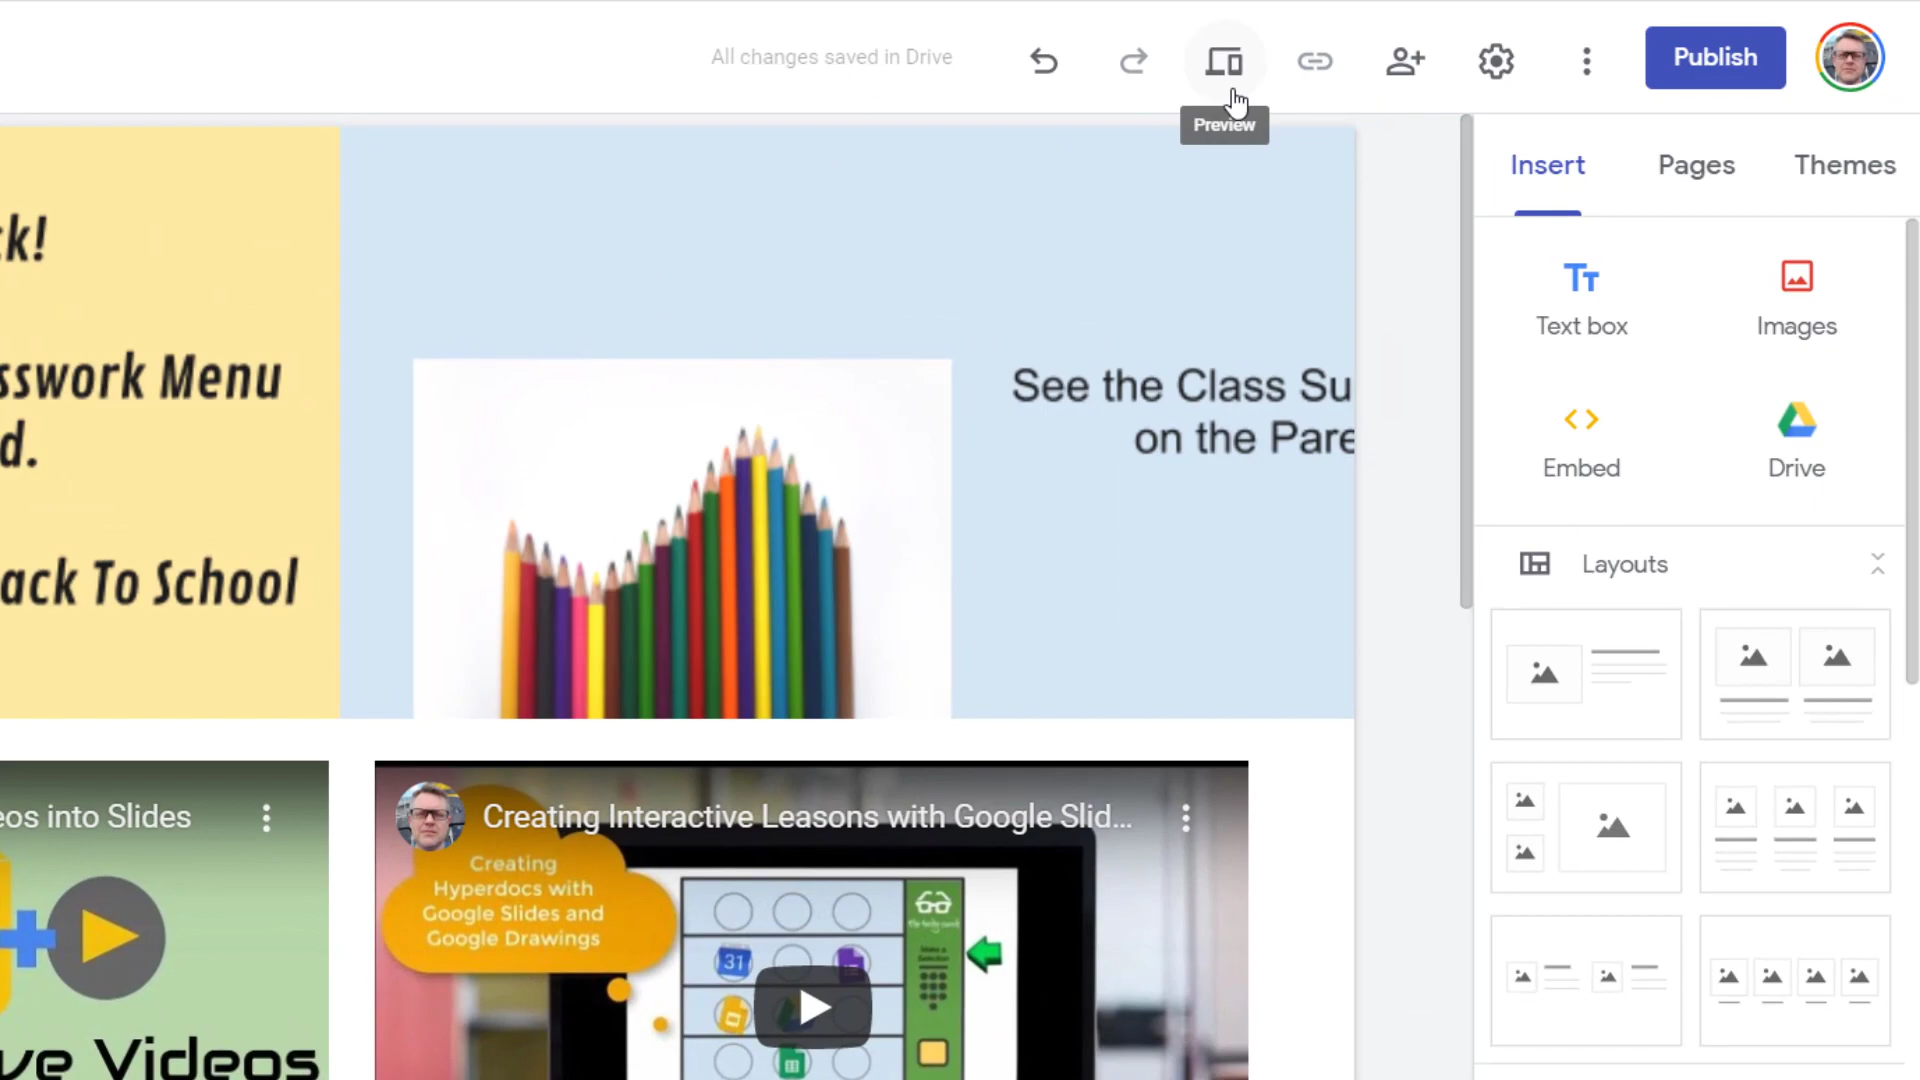 All changes saved in Drive
Publish
Preview
Insert
Pages
Themes
ck!
sswork Menu
d.
ack To School
See the Class Su
on the Pare
Text box
Images
Embed
Drive
Layouts
eos into Slides
Creating Interactive Leasons with Google Slid...
Creating
Hyperdocs with
Google Slides and
Google Drawings
31
ve Videos